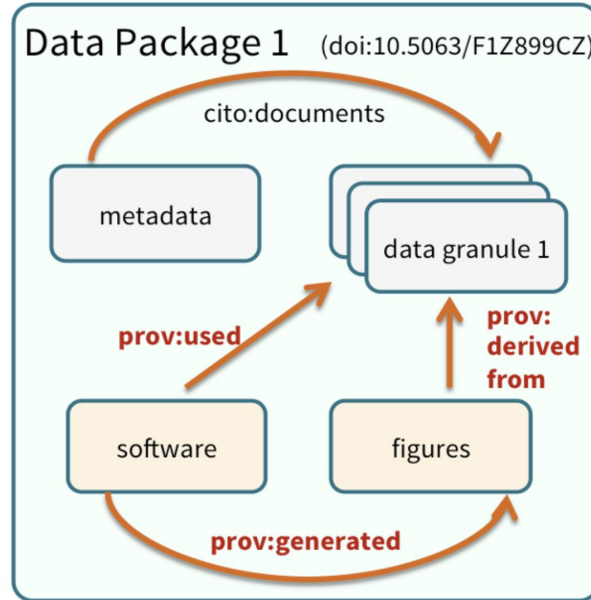 Data Package 1 (doi:10.5063/F1Z899CZ)
cito:documents
metadata
data granule 1
prov:used
prov:
derived
from
software
figures
prov:generated